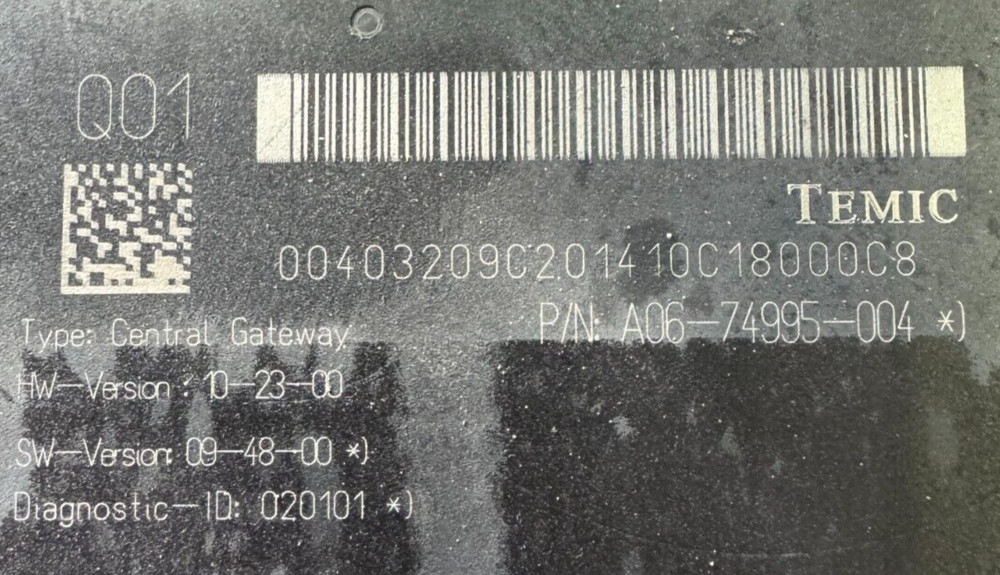 Q01
TEMIC
00403209C201410C18000C8
P/N: A06-74995-004 *)
Type: Central Gateway
HW-Version : 10-23-00
SW-Version: 09-48-00 *)
Diagnostic-ID: 020101 *)